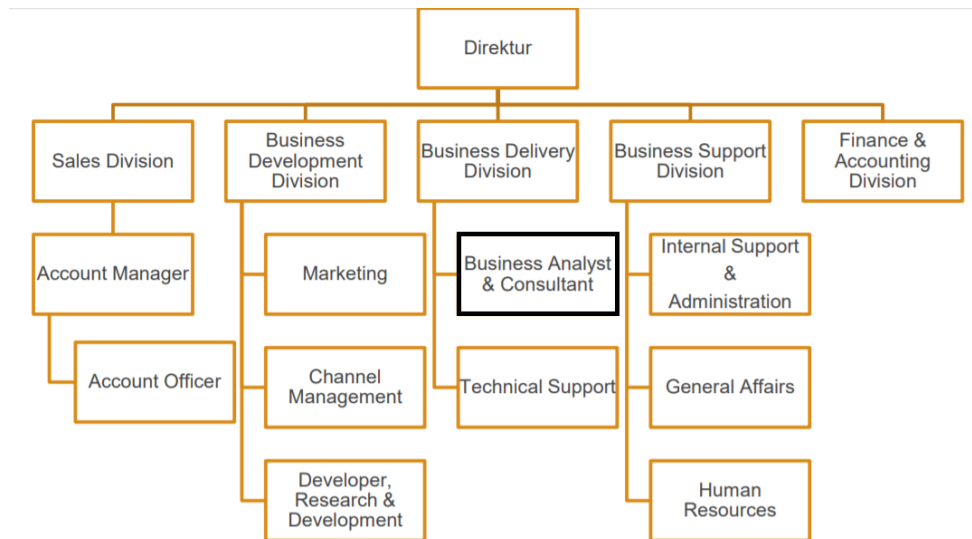 Direktur
Sales Division
Business
Development
Division
Business Delivery
Division
Business Support
Division
Finance &
Accounting
Division
Account Manager
Account Officer
Marketing
Channel
Management
Developer,
Research &
Development
Business Analyst
& Consultant
Technical Support
Internal Support
&
Administration
General Affairs
Human
Resources